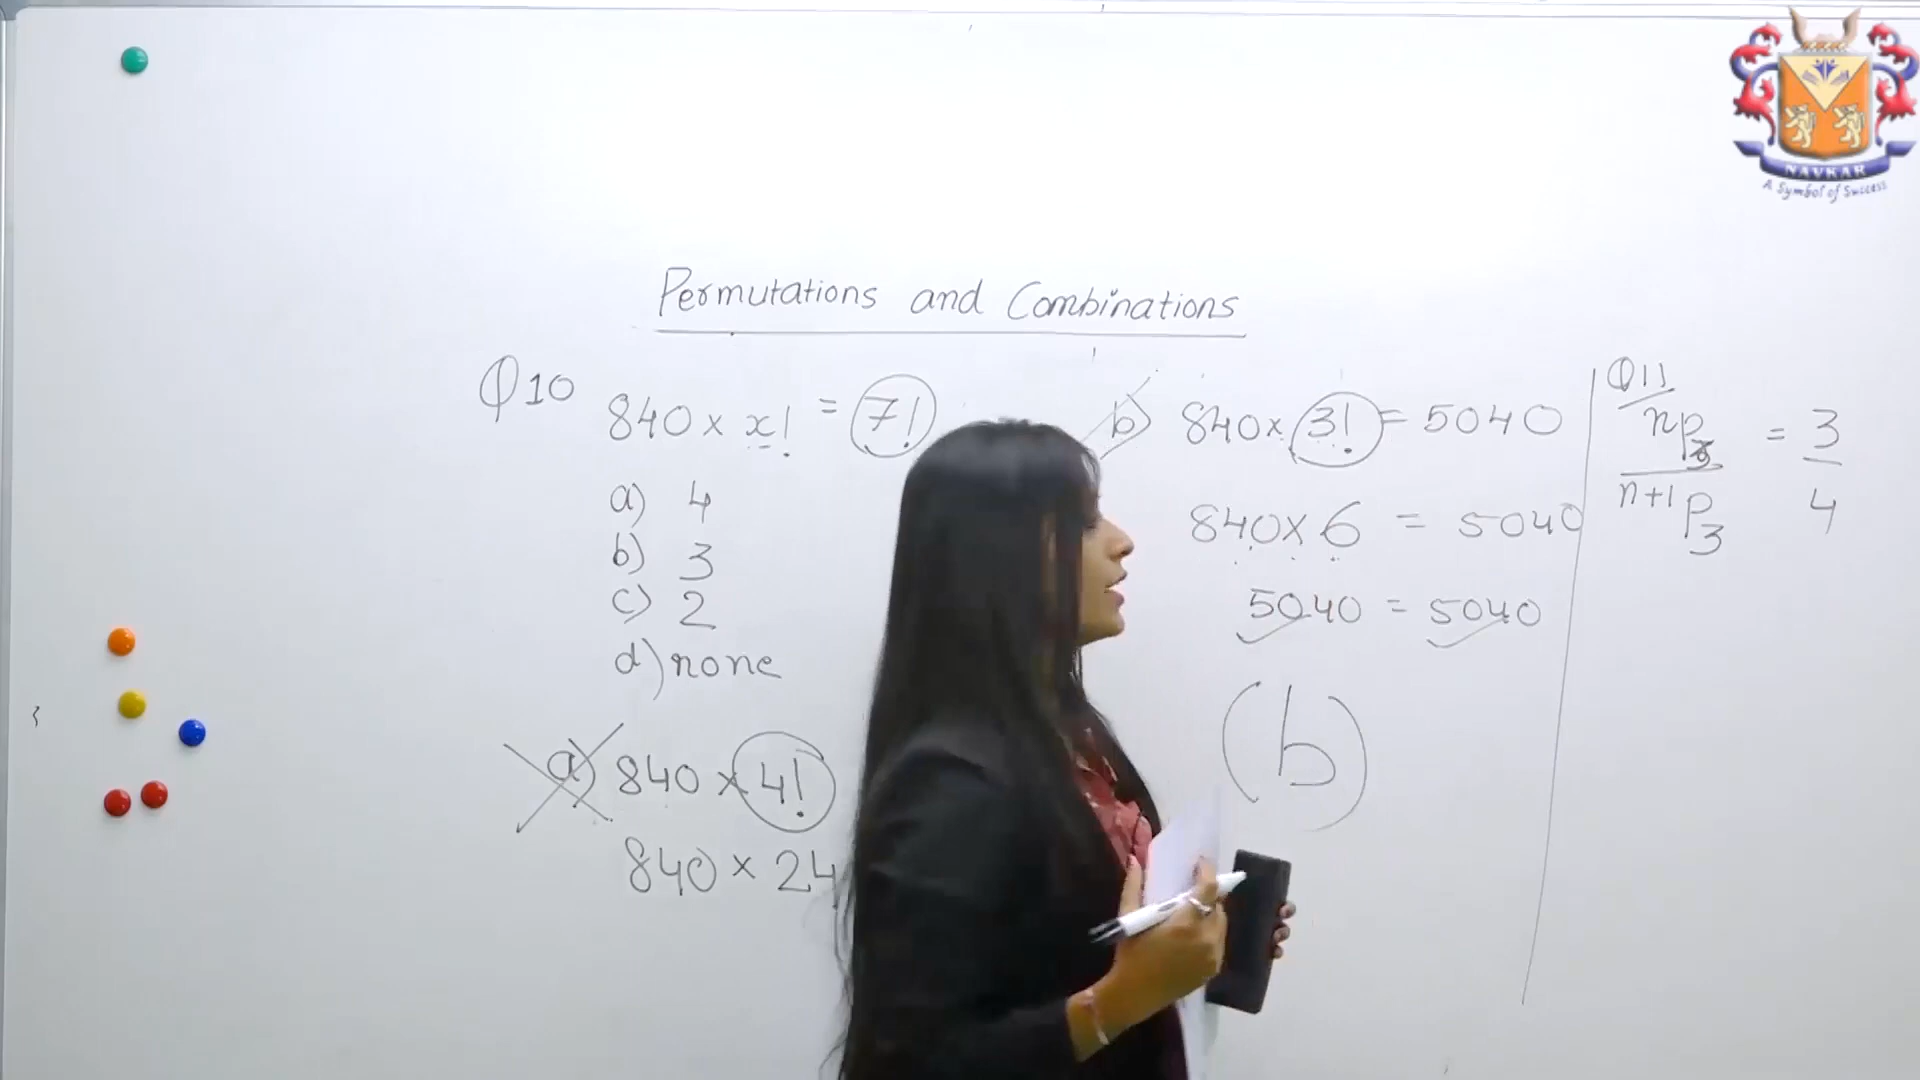 NAVKAR
A Symbol of Success
Permutations and Combinations
Q10
840 × x! = 7!
a) 4
b) 3
c) 2
d) none
a) 840 × 4!
840 × 24
b) 840 × 3! = 5040
840 × 6 = 5040
5040 = 5040
(b)
Q11
nP3 / n+1P3 = 3/4